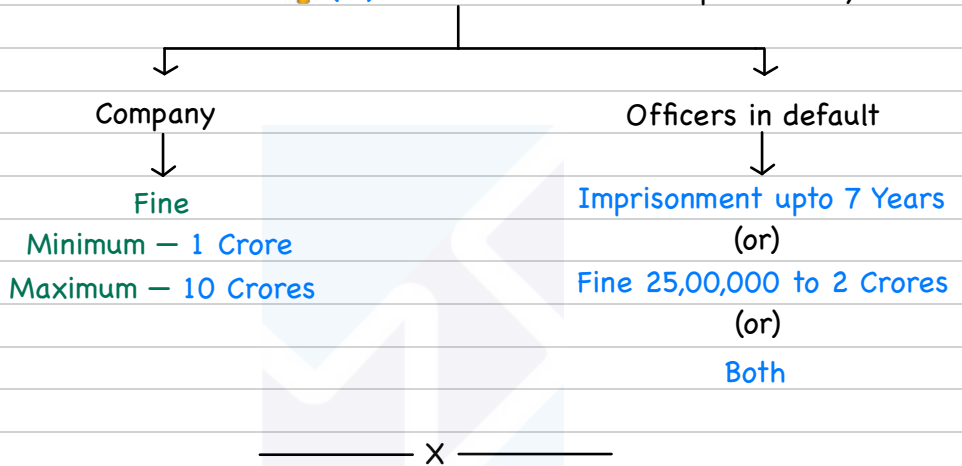 Company
Officers in default
Fine
Minimum – 1 Crore
Maximum – 10 Crores
Imprisonment upto 7 Years
(or)
Fine 25,00,000 to 2 Crores
(or)
Both
X